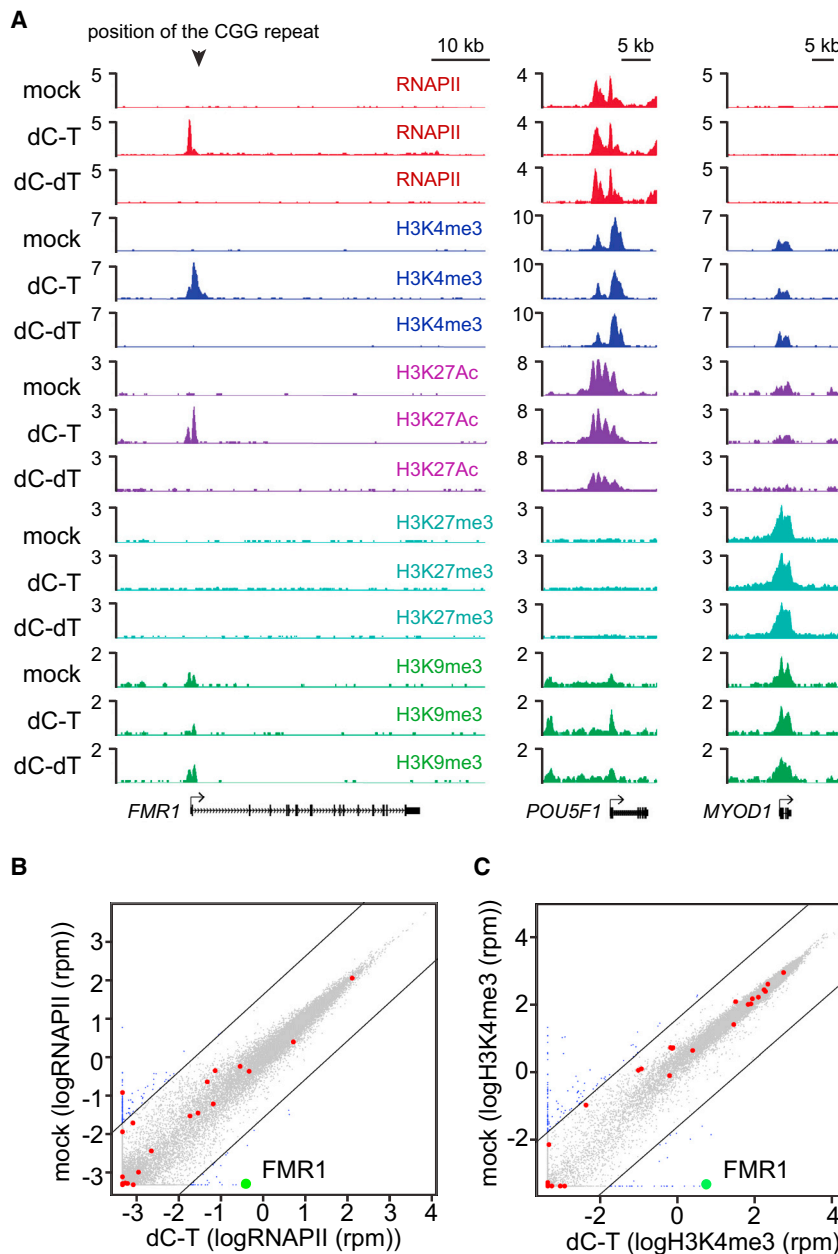 A
position of the CGG repeat
10 kb
5 kb
5 kb
mock 5 RNAPII 4 5
dC-T 5 RNAPII 4 5
dC-dT 5 RNAPII 4 5
mock 7 H3K4me3 10 7
dC-T 7 H3K4me3 10 7
dC-dT 7 H3K4me3 10 7
mock 3 H3K27Ac 8 3
dC-T 3 H3K27Ac 8 3
dC-dT 3 H3K27Ac 8 3
mock 3 H3K27me3 3 3
dC-T 3 H3K27me3 3 3
dC-dT 3 H3K27me3 3 3
mock 2 H3K9me3 2 2
dC-T 2 H3K9me3 2 2
dC-dT 2 H3K9me3 2 2
FMR1 POU5F1 MYOD1
B
mock (logRNAPII (rpm))
3
2
1
0
-1
-2
-3
FMR1
-3 -2 -1 0 1 2 3 4
dC-T (logRNAPII (rpm))
C
mock (logH3K4me3 (rpm))
4
2
0
-2
FMR1
-2 0 2 4
dC-T (logH3K4me3 (rpm)